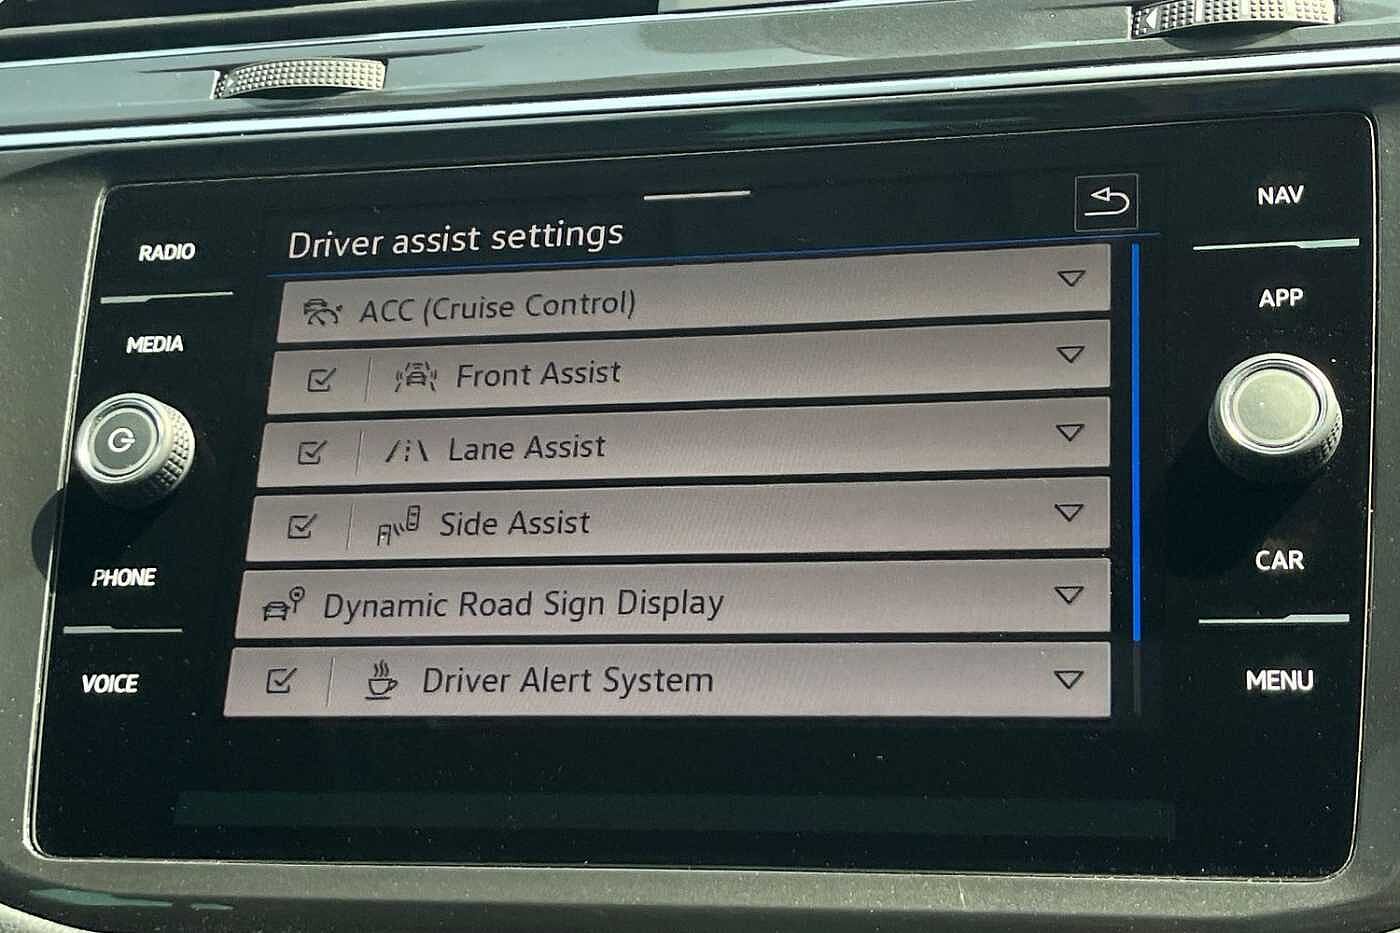 Driver assist settings
ACC (Cruise Control)
Front Assist
Lane Assist
Side Assist
Dynamic Road Sign Display
Driver Alert System
RADIO
MEDIA
PHONE
VOICE
NAV
APP
CAR
MENU